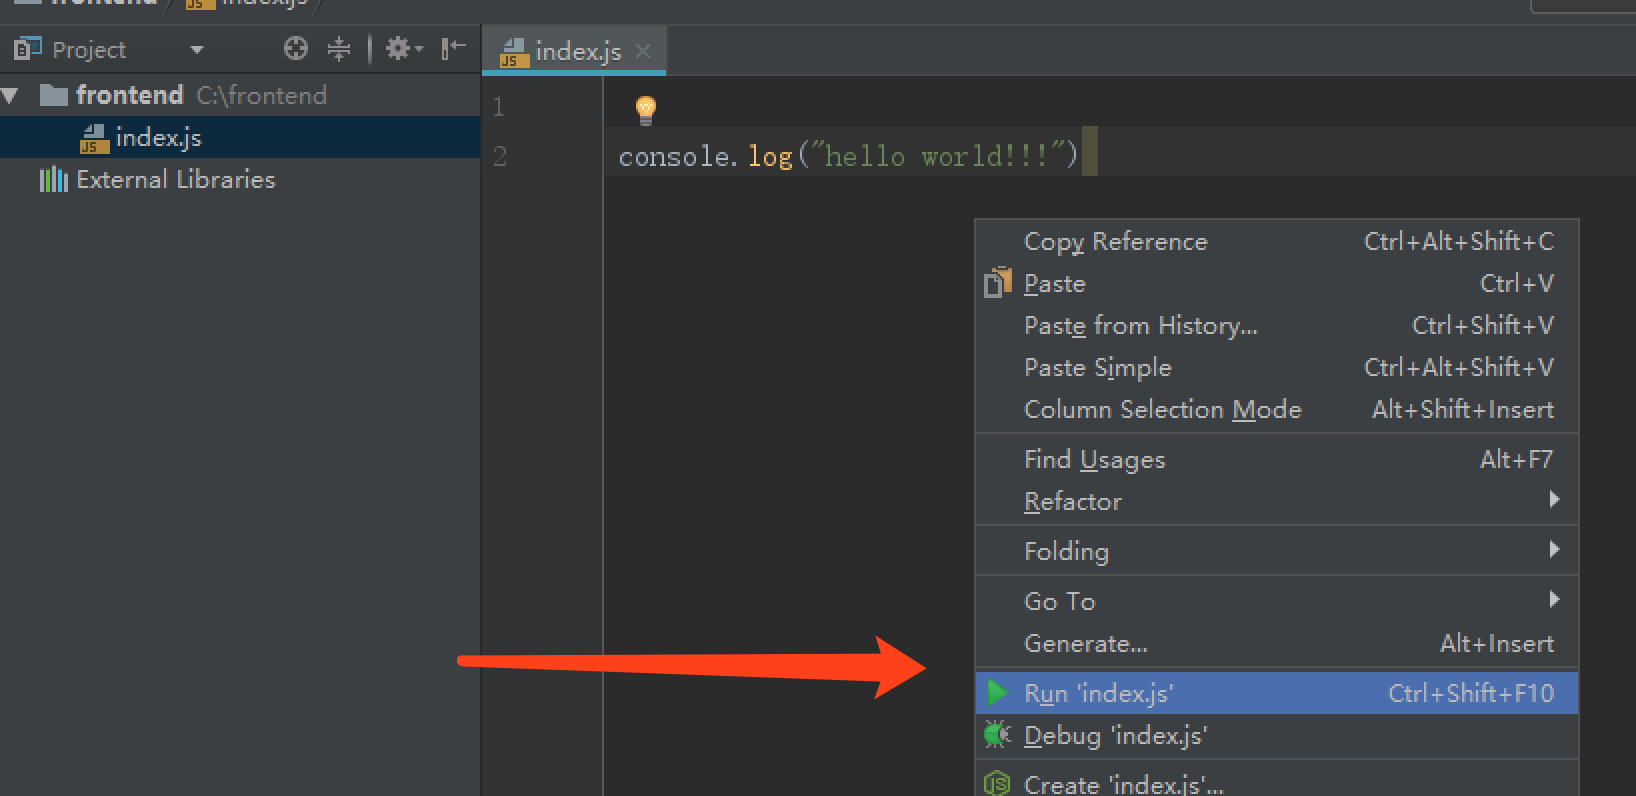 frontend index.js
Project
index.js
frontend C:\frontend
index.js
External Libraries
1
2 console.log("hello world!!!")
Copy Reference Ctrl+Alt+Shift+C
Paste Ctrl+V
Paste from History... Ctrl+Shift+V
Paste Simple Ctrl+Alt+Shift+V
Column Selection Mode Alt+Shift+Insert
Find Usages Alt+F7
Refactor
Folding
Go To
Generate... Alt+Insert
Run 'index.js' Ctrl+Shift+F10
Debug 'index.js'
Create 'index.js'...